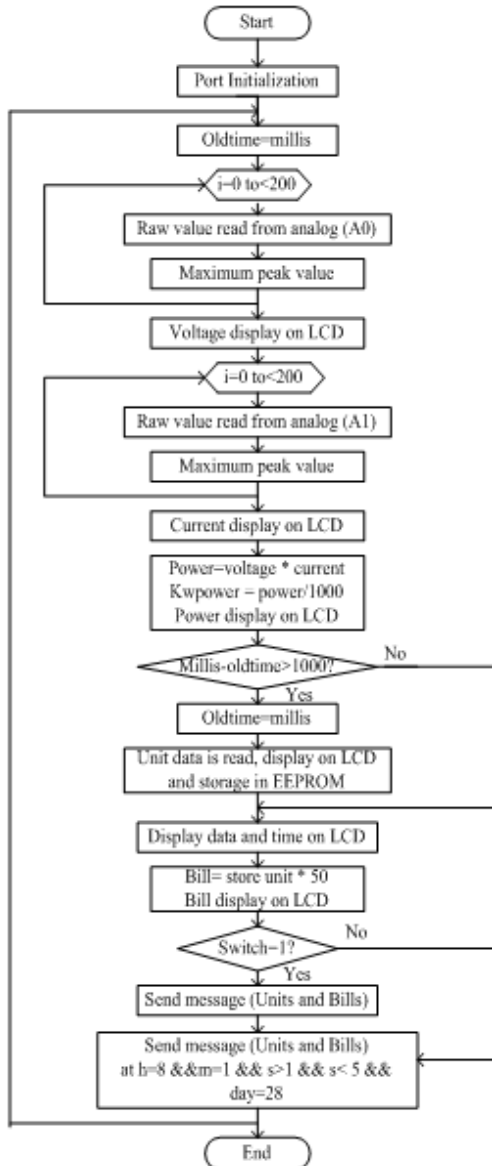 Start
Port Initialization
Oldtime=millis
i=0 to<200
Raw value read from analog (A0)
Maximum peak value
Voltage display on LCD
i=0 to<200
Raw value read from analog (A1)
Maximum peak value
Current display on LCD
Power=voltage * current
Kwpower = power/1000
Power display on LCD
Millis-oldtime>1000?
No
Yes
Oldtime=millis
Unit data is read, display on LCD
and storage in EEPROM
Display data and time on LCD
Bill= store unit * 50
Bill display on LCD
Switch=1?
No
Yes
Send message (Units and Bills)
Send message (Units and Bills)
at h=8 &&m=1 && s>1 && s< 5 &&
day=28
End